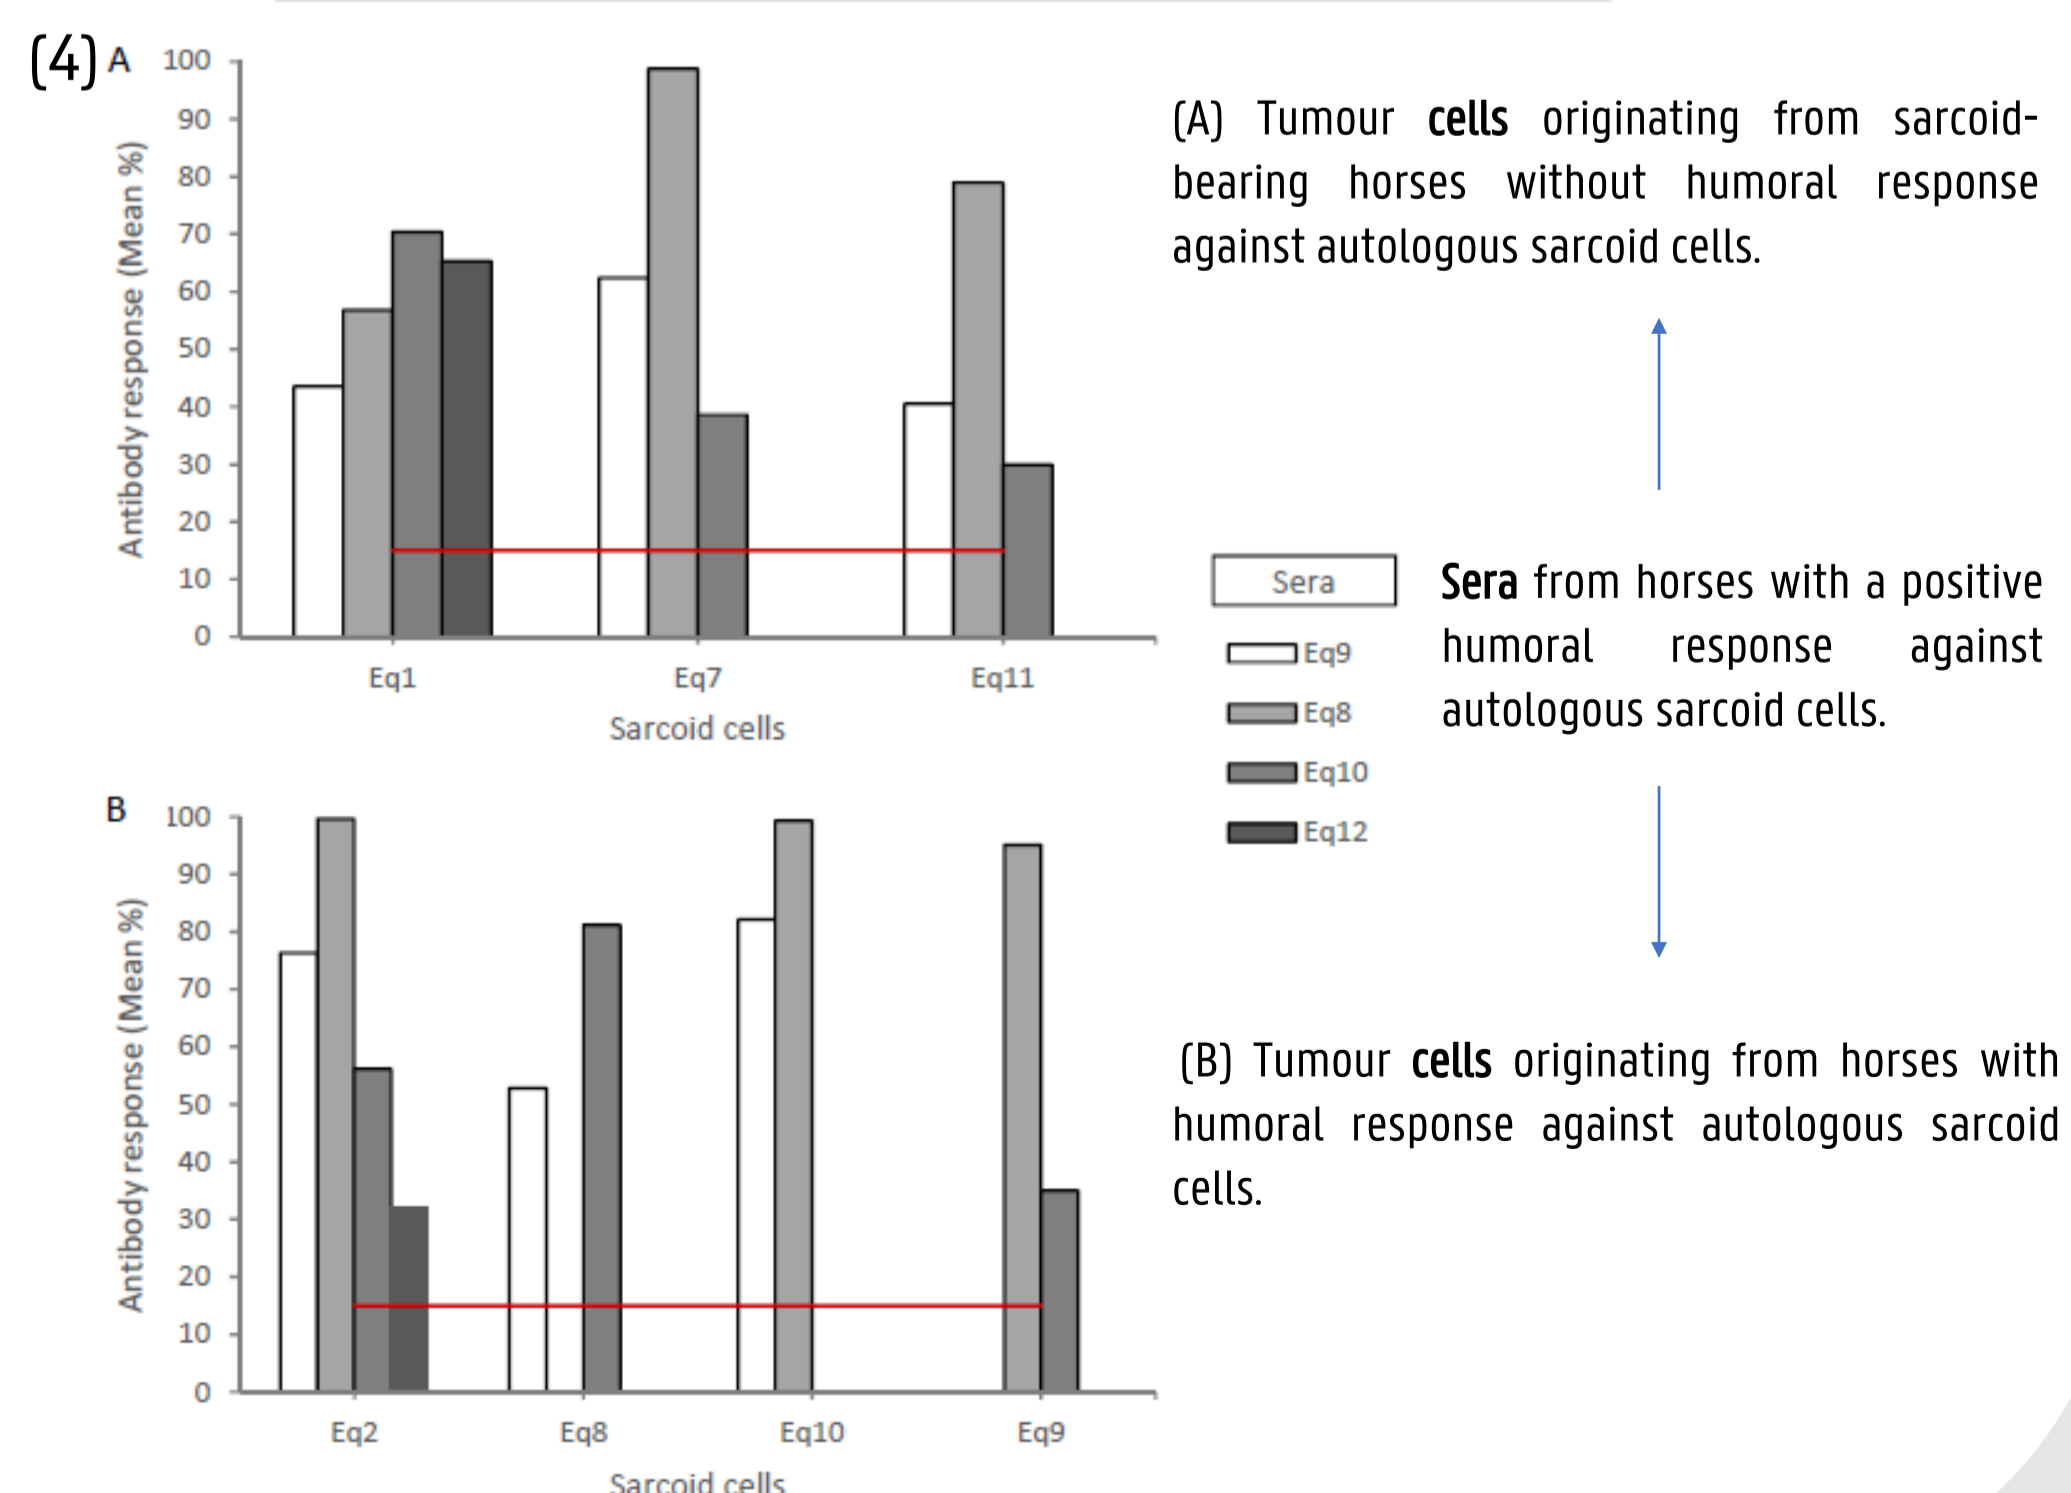 (4)
A
100
90
80
70
60
50
40
30
20
10
0
Antibody response (Mean %)
Eq1 Eq7 Eq11
Sarcoid cells
(A) Tumour cells originating from sarcoid-
bearing horses without humoral response
against autologous sarcoid cells.
Sera
Eq9
Eq8
Eq10
Eq12
Sera from horses with a positive
humoral response against
autologous sarcoid cells.
B
100
90
80
70
60
50
40
30
20
10
0
Antibody response (Mean %)
Eq2 Eq8 Eq10 Eq9
Sarcoid cells
(B) Tumour cells originating from horses with
humoral response against autologous sarcoid
cells.